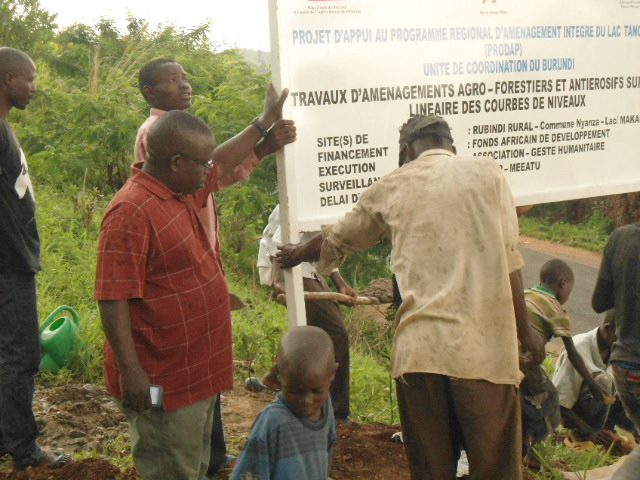 PROJET D'APPUI AU PROGRAMME REGIONAL D'AMENAGEMENT INTEGRE DU LAC TANG
(PRODAP)
UNITE DE COORDINATION DU BURUNDI
TRAVAUX D'AMENAGEMENTS AGRO - FORESTIERS ET ANTIEROSIFS SUR
LINEAIRE DES COURBES DE NIVEAUX
SITE(S) DE : RUBINDI RURAL - Commune Nyanza - Lac/ MAKA
FINANCEMENT : FONDS AFRICAIN DE DEVELOPPEMENT
EXECUTION ASSOCIATION - GESTE HUMANITAIRE
SURVEILLAN P - MEEATU
DELAI D